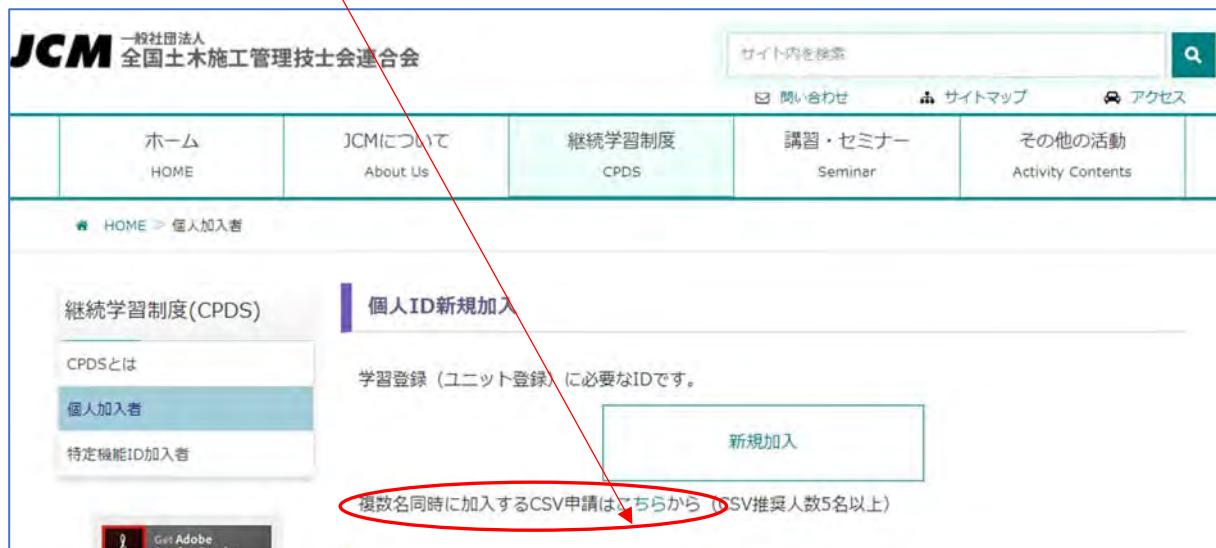 JCM 一般社団法人
全国土木施工管理技士会連合会
サイト内を検索
問い合わせ サイトマップ アクセス
ホーム JCMについて 継続学習制度 講習・セミナー その他の活動
HOME About Us CPDS Seminar Activity Contents
HOME > 個人加入者
継続学習制度(CPDS)
CPDSとは
個人加入者
特定機能ID加入者
Get Adobe
個人ID新規加入
学習登録（ユニット登録）に必要なIDです。
新規加入
複数名同時に加入するCSV申請はこちらから（CSV推奨人数5名以上）